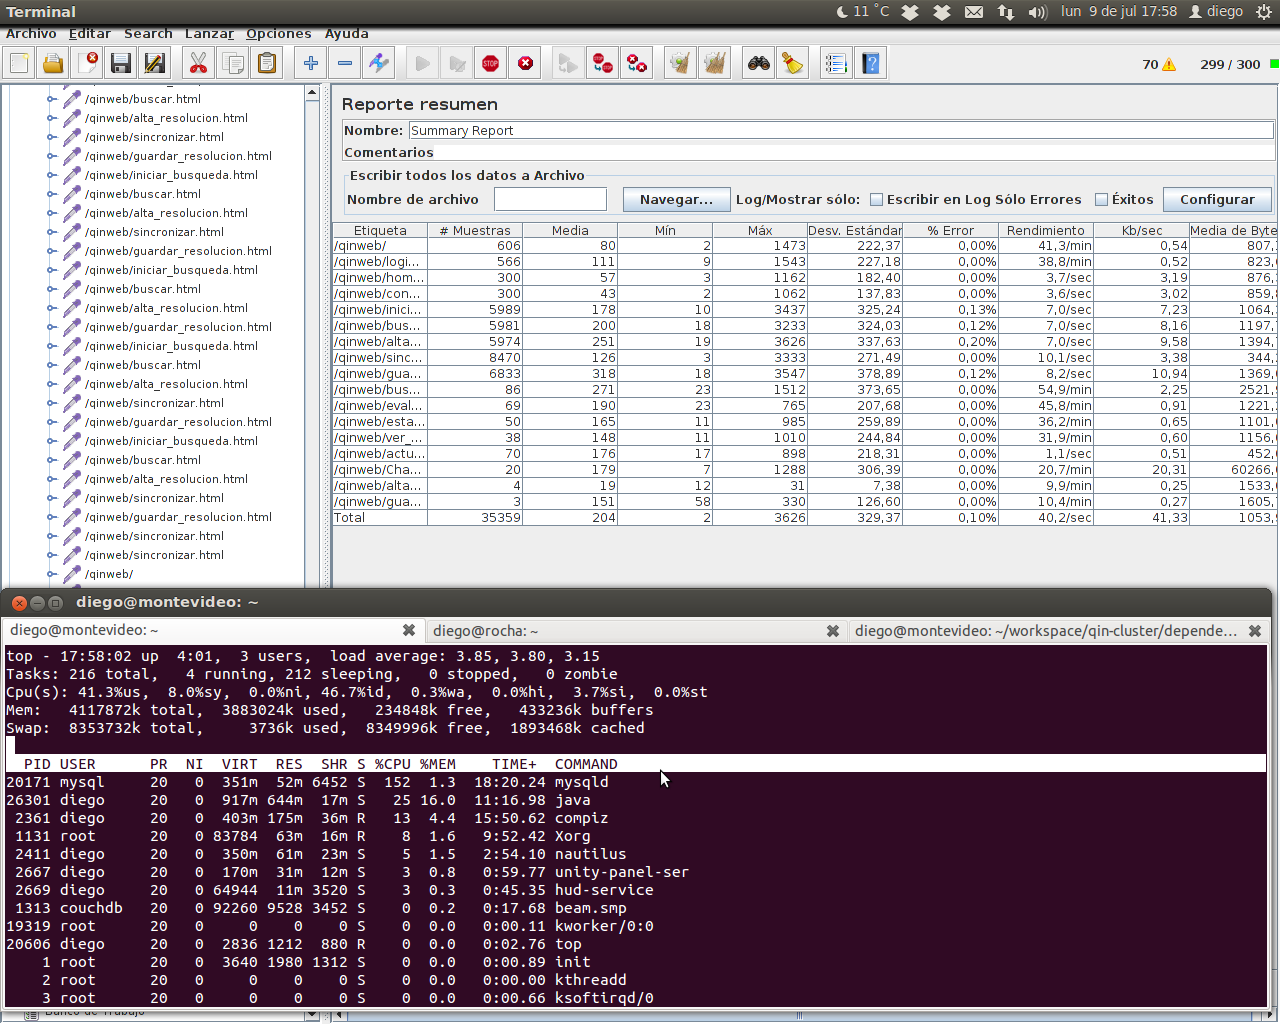 Terminal
11 °C
lun 9 de jul 17:58
diego
Archivo Editar Search Lanzar Opciones Ayuda
70
299 / 300
/qinweb/buscar.html
/qinweb/alta_resolucion.html
/qinweb/sincronizar.html
/qinweb/guardar_resolucion.html
/qinweb/iniciar_busqueda.html
/qinweb/buscar.html
/qinweb/alta_resolucion.html
/qinweb/sincronizar.html
/qinweb/guardar_resolucion.html
/qinweb/iniciar_busqueda.html
/qinweb/buscar.html
/qinweb/alta_resolucion.html
/qinweb/guardar_resolucion.html
/qinweb/iniciar_busqueda.html
/qinweb/buscar.html
/qinweb/alta_resolucion.html
/qinweb/sincronizar.html
/qinweb/guardar_resolucion.html
/qinweb/iniciar_busqueda.html
/qinweb/buscar.html
/qinweb/alta_resolucion.html
/qinweb/sincronizar.html
/qinweb/guardar_resolucion.html
/qinweb/sincronizar.html
/qinweb/sincronizar.html
/qinweb/
Reporte resumen
Nombre: Summary Report
Comentarios
Escribir todos los datos a Archivo
Nombre de archivo Navegar... Log/Mostrar sólo: Escribir en Log Sólo Errores Éxitos Configurar
Etiqueta # Muestras Media Mín Máx Desv. Estándar % Error Rendimiento Kb/sec Media de Byte
/qinweb/ 606 80 2 1473 222,37 0,00% 41,3/min 0,54 807,
/qinweb/logi... 566 111 9 1543 227,18 0,00% 38,8/min 0,52 823,
/qinweb/hom... 300 57 3 1162 182,40 0,00% 3,7/sec 3,19 876,
/qinweb/con... 300 43 2 1062 137,83 0,00% 3,6/sec 3,02 859,
/qinweb/inici... 5989 178 10 3437 325,24 0,13% 7,0/sec 7,23 1064,
/qinweb/bus... 5981 200 18 3233 324,03 0,12% 7,0/sec 8,16 1197,
/qinweb/alta... 5974 251 19 3626 337,63 0,20% 7,0/sec 9,58 1394,
/qinweb/sinc... 8470 126 3 3333 271,49 0,00% 10,1/sec 3,38 344,
/qinweb/gua... 6833 318 18 3547 378,89 0,12% 8,2/sec 10,94 1369,
/qinweb/bus... 86 271 23 1512 373,65 0,00% 54,9/min 2,25 2521,
/qinweb/eval... 69 190 23 765 207,68 0,00% 45,8/min 0,91 1221,
/qinweb/esta... 50 165 11 985 259,89 0,00% 36,2/min 0,65 1101,
/qinweb/ver_... 38 148 11 1010 244,84 0,00% 31,9/min 0,60 1156,
/qinweb/actu... 70 176 17 898 218,31 0,00% 1,1/sec 0,51 452,
/qinweb/Cha... 20 179 7 1288 306,39 0,00% 20,7/min 20,31 60266,
/qinweb/alta... 4 19 12 31 7,38 0,00% 9,9/min 0,25 1533,
/qinweb/gua... 3 151 58 330 126,60 0,00% 10,4/min 0,27 1605,
Total 35359 204 2 3626 329,37 0,10% 40,2/sec 41,33 1053,
diego@montevideo: ~
diego@montevideo: ~ diego@rocha: ~ diego@montevideo: ~/workspace/qin-cluster/depende...
top - 17:58:02 up 4:01, 3 users, load average: 3.85, 3.80, 3.15
Tasks: 216 total, 4 running, 212 sleeping, 0 stopped, 0 zombie
Cpu(s): 41.3%us, 8.0%sy, 0.0%ni, 46.7%id, 0.3%wa, 0.0%hi, 3.7%si, 0.0%st
Mem: 4117872k total, 3883024k used, 234848k free, 433236k buffers
Swap: 8353732k total, 3736k used, 8349996k free, 1893468k cached
PID USER PR NI VIRT RES SHR S %CPU %MEM TIME+ COMMAND
20171 mysql 20 0 351m 52m 6452 S 152 1.3 18:20.24 mysqld
26301 diego 20 0 917m 644m 17m S 25 16.0 11:16.98 java
2361 diego 20 0 403m 175m 36m R 13 4.4 15:50.62 compiz
1131 root 20 0 83784 63m 16m R 8 1.6 9:52.42 Xorg
2411 diego 20 0 350m 61m 23m S 5 1.5 2:54.10 nautilus
2667 diego 20 0 170m 31m 12m S 3 0.8 0:59.77 unity-panel-ser
2669 diego 20 0 64944 11m 3520 S 3 0.3 0:45.35 hud-service
1313 couchdb 20 0 92260 9528 3452 S 0 0.2 0:17.68 beam.smp
19319 root 20 0 0 0 0 S 0 0.0 0:00.11 kworker/0:0
20606 diego 20 0 2836 1212 880 R 0 0.0 0:02.76 top
1 root 20 0 3640 1980 1312 S 0 0.0 0:00.89 init
2 root 20 0 0 0 0 S 0 0.0 0:00.00 kthreadd
3 root 20 0 0 0 0 S 0 0.0 0:00.66 ksoftirqd/0
Banco de Trabajo